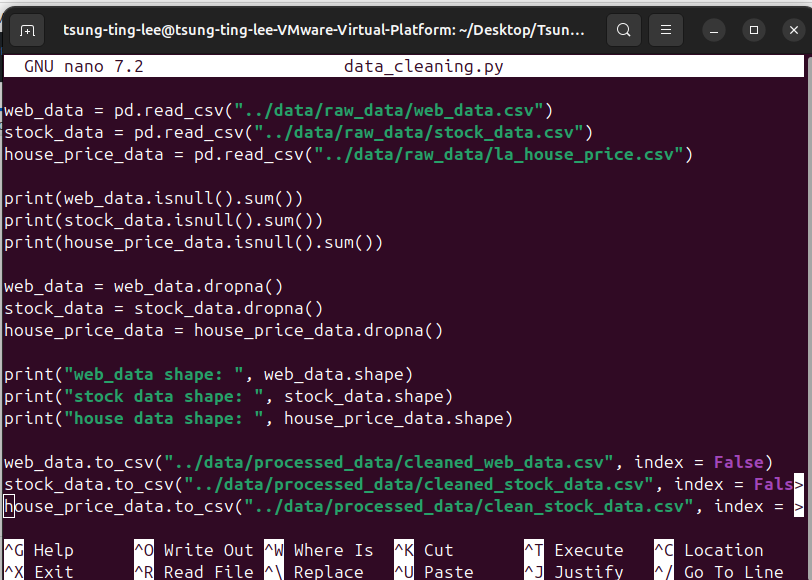 tsung-ting-lee@tsung-ting-lee-VMware-Virtual-Platform: ~/Desktop/Tsun...
GNU nano 7.2 data_cleaning.py
web_data = pd.read_csv("../data/raw_data/web_data.csv")
stock_data = pd.read_csv("../data/raw_data/stock_data.csv")
house_price_data = pd.read_csv("../data/raw_data/la_house_price.csv")
print(web_data.isnull().sum())
print(stock_data.isnull().sum())
print(house_price_data.isnull().sum())
web_data = web_data.dropna()
stock_data = stock_data.dropna()
house_price_data = house_price_data.dropna()
print("web_data shape: ", web_data.shape)
print("stock data shape: ", stock_data.shape)
print("house data shape: ", house_price_data.shape)
web_data.to_csv("../data/processed_data/cleaned_web_data.csv", index = False)
stock_data.to_csv("../data/processed_data/cleaned_stock_data.csv", index = Fals>
house_price_data.to_csv("../data/processed_data/clean_stock_data.csv", index = >
^G Help ^O Write Out ^W Where Is ^K Cut ^T Execute ^C Location
^X Exit ^R Read File ^\ Replace ^U Paste ^J Justify ^/ Go To Line